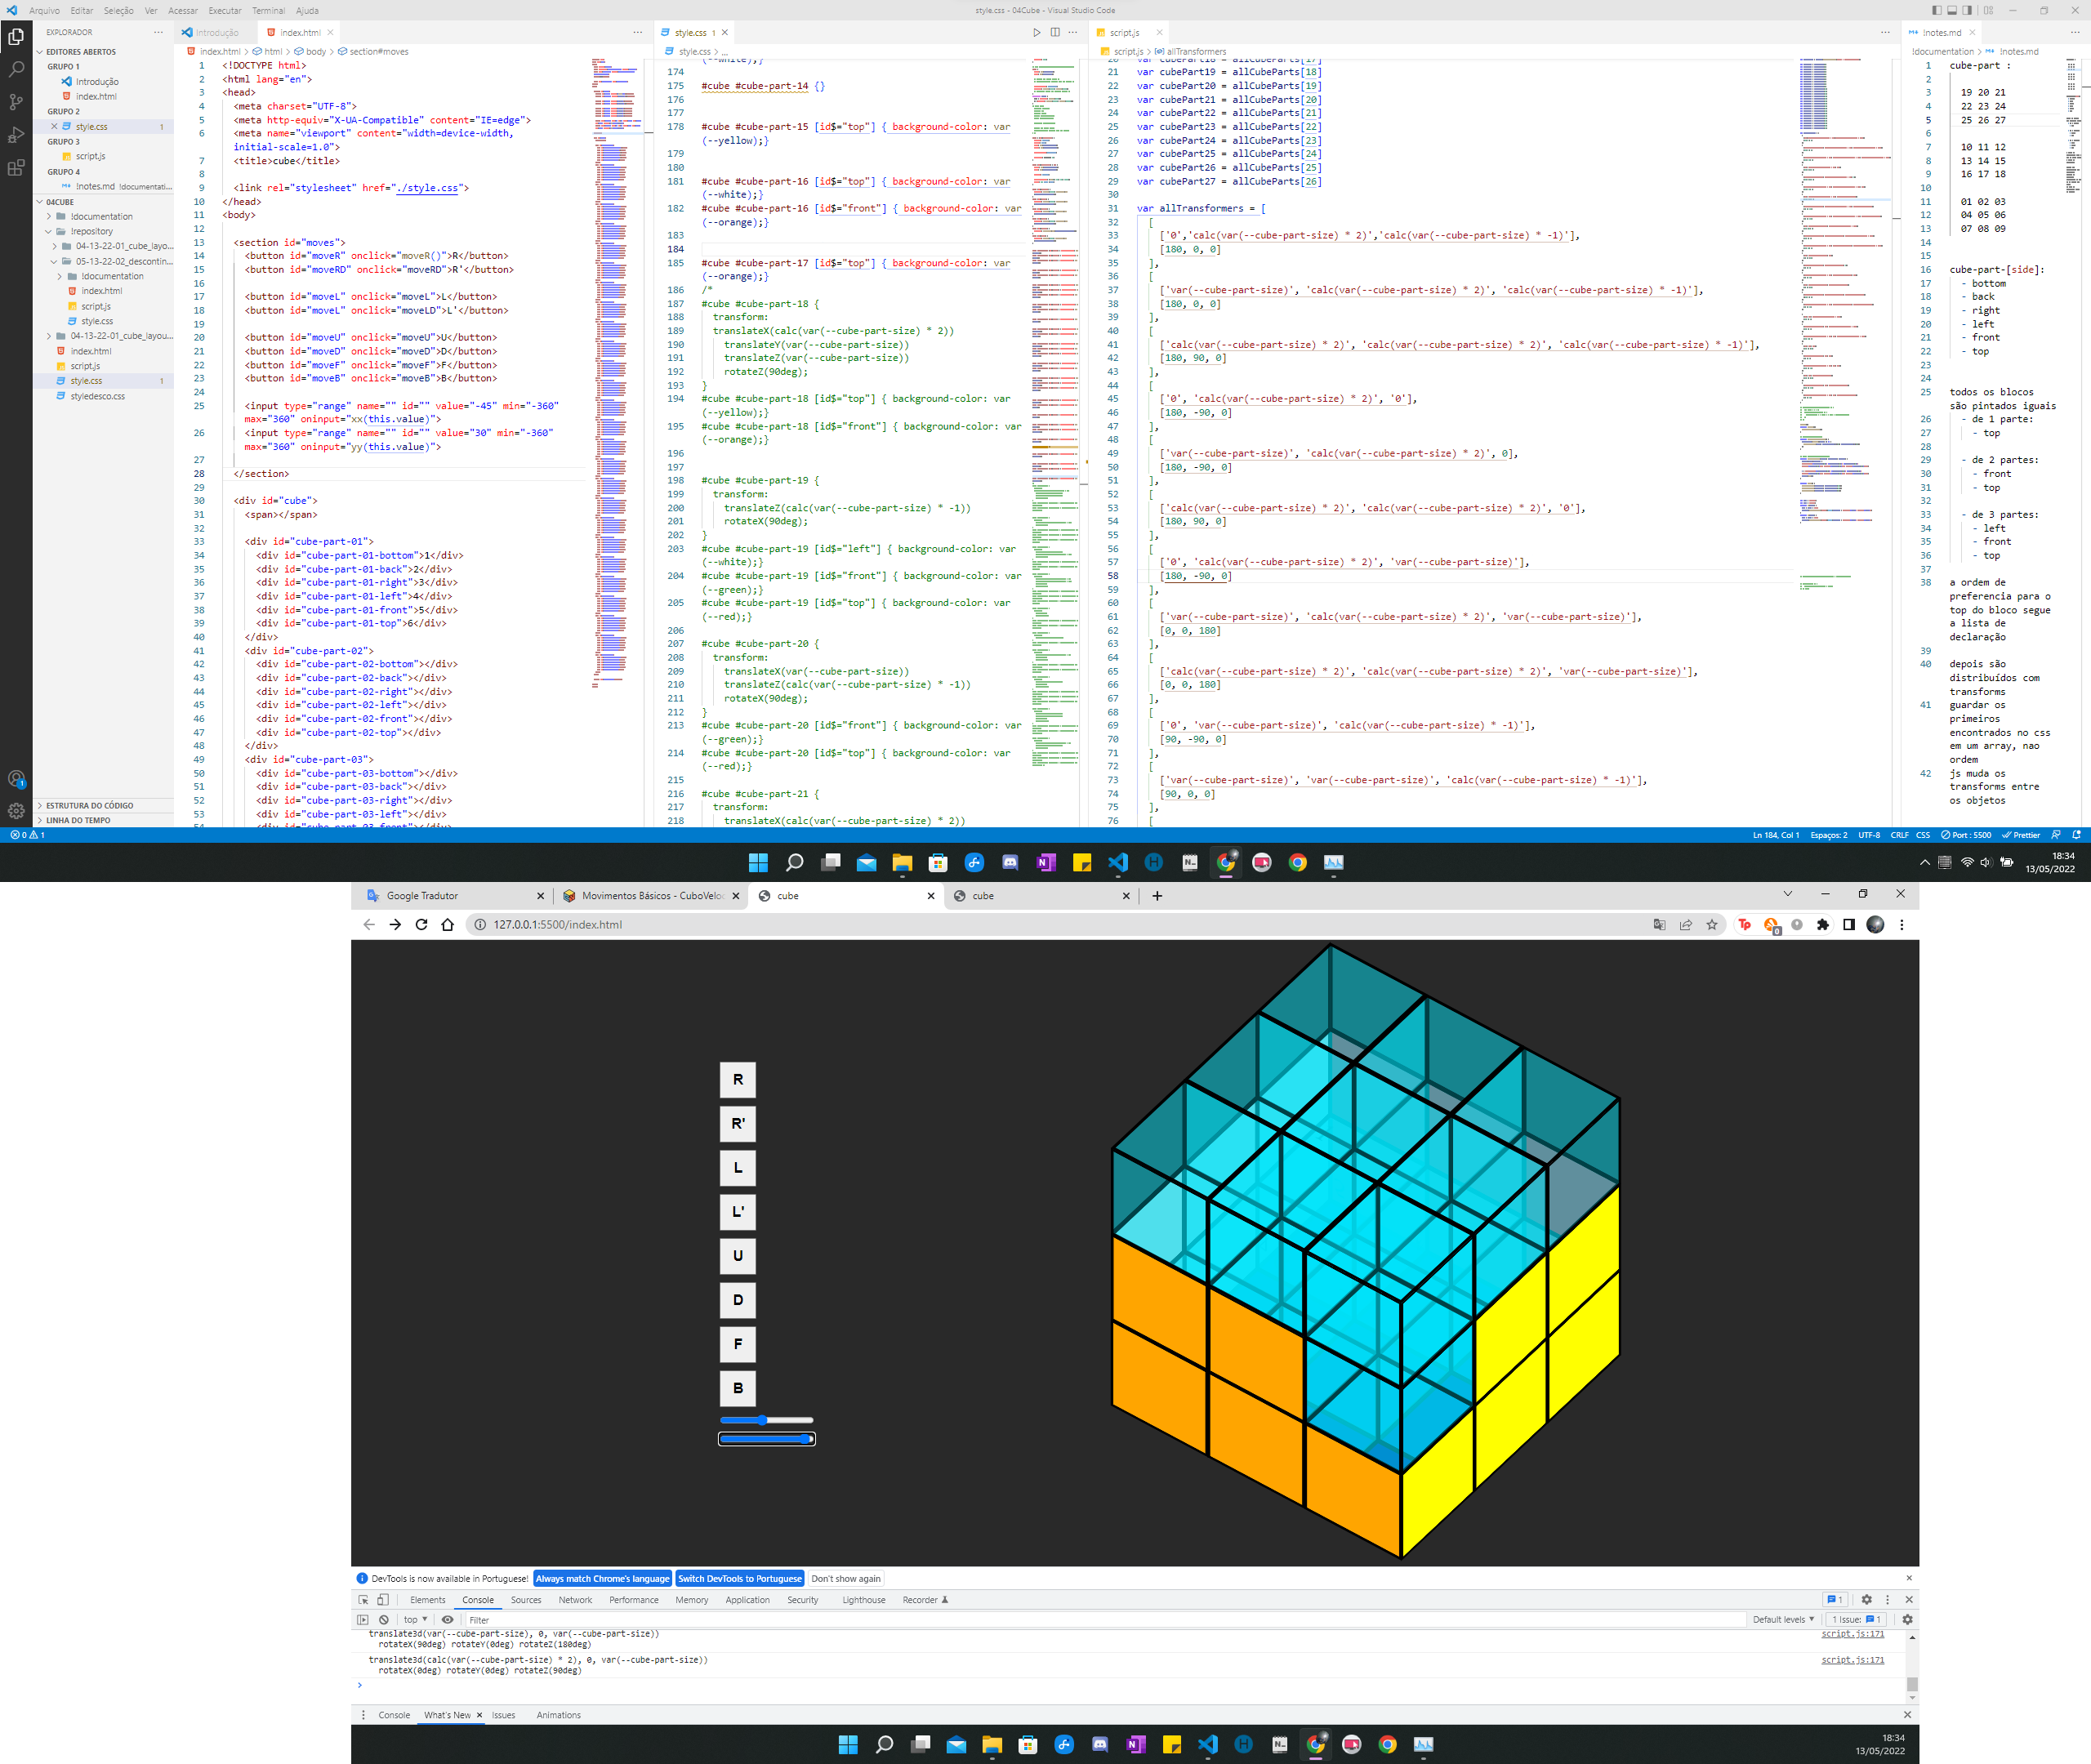 Arquivo Editar Seleção Ver Acessar Executar Terminal Ajuda
style.css - 04Cube - Visual Studio Code
EXPLORADOR
EDITORES ABERTOS
GRUPO 1
Introdução
index.html
GRUPO 2
style.css 1
GRUPO 3
script.js
GRUPO 4
!notes.md !documentati...
04CUBE
!documentation
!repository
04-13-22-01_cube_layo...
05-13-22-02_descontin...
!documentation
index.html
script.js
style.css
04-13-22-01_cube_layou...
index.html
script.js
style.css 1
styledesco.css
ESTRUTURA DO CÓDIGO
LINHA DO TEMPO
Introdução index.html
index.html > html > body > section#moves
1 <!DOCTYPE html>
2 <html lang="en">
3 <head>
4 <meta charset="UTF-8">
5 <meta http-equiv="X-UA-Compatible" content="IE=edge">
6 <meta name="viewport" content="width=device-width,
initial-scale=1.0">
7 <title>cube</title>
8
9 <link rel="stylesheet" href="./style.css">
10 </head>
11 <body>
12
13 <section id="moves">
14 <button id="moveR" onclick="moveR()">R</button>
15 <button id="moveRD" onclick="moveRD">R'</button>
16
17 <button id="moveL" onclick="moveL">L</button>
18 <button id="moveL" onclick="moveLD">L'</button>
19
20 <button id="moveU" onclick="moveU">U</button>
21 <button id="moveD" onclick="moveD">D</button>
22 <button id="moveF" onclick="moveF">F</button>
23 <button id="moveB" onclick="moveB">B</button>
24
25 <input type="range" name="" id="" value="-45" min="-360"
max="360" oninput="xx(this.value)">
26 <input type="range" name="" id="" value="30" min="-360"
max="360" oninput="yy(this.value)">
27
28 </section>
29
30 <div id="cube">
31 <span></span>
32
33 <div id="cube-part-01">
34 <div id="cube-part-01-bottom">1</div>
35 <div id="cube-part-01-back">2</div>
36 <div id="cube-part-01-right">3</div>
37 <div id="cube-part-01-left">4</div>
38 <div id="cube-part-01-front">5</div>
39 <div id="cube-part-01-top">6</div>
40 </div>
41 <div id="cube-part-02">
42 <div id="cube-part-02-bottom"></div>
43 <div id="cube-part-02-back"></div>
44 <div id="cube-part-02-right"></div>
45 <div id="cube-part-02-left"></div>
46 <div id="cube-part-02-front"></div>
47 <div id="cube-part-02-top"></div>
48 </div>
49 <div id="cube-part-03">
50 <div id="cube-part-03-bottom"></div>
51 <div id="cube-part-03-back"></div>
52 <div id="cube-part-03-right"></div>
53 <div id="cube-part-03-left"></div>
54 <div id="cube-part-03-front"></div>
style.css 1
style.css > ...
(--white);}
174
175 #cube #cube-part-14 {}
176
177
178 #cube #cube-part-15 [id$="top"] { background-color: var
(--yellow);}
179
180
181 #cube #cube-part-16 [id$="top"] { background-color: var
(--white);}
182 #cube #cube-part-16 [id$="front"] { background-color: var
(--orange);}
183
184
185 #cube #cube-part-17 [id$="top"] { background-color: var
(--orange);}
186 /*
187 #cube #cube-part-18 {
188 transform:
189 translateX(calc(var(--cube-part-size) * 2))
190 translateY(var(--cube-part-size))
191 translateZ(var(--cube-part-size))
192 rotateZ(90deg);
193 }
194 #cube #cube-part-18 [id$="top"] { background-color: var
(--yellow);}
195 #cube #cube-part-18 [id$="front"] { background-color: var
(--orange);}
196
197
198 #cube #cube-part-19 {
199 transform:
200 translateZ(calc(var(--cube-part-size) * -1))
201 rotateX(90deg);
202 }
203 #cube #cube-part-19 [id$="left"] { background-color: var
(--white);}
204 #cube #cube-part-19 [id$="front"] { background-color: var
(--green);}
205 #cube #cube-part-19 [id$="top"] { background-color: var
(--red);}
206
207 #cube #cube-part-20 {
208 transform:
209 translateX(var(--cube-part-size))
210 translateZ(calc(var(--cube-part-size) * -1))
211 rotateX(90deg);
212 }
213 #cube #cube-part-20 [id$="front"] { background-color: var
(--green);}
214 #cube #cube-part-20 [id$="top"] { background-color: var
(--red);}
215
216 #cube #cube-part-21 {
217 transform:
218 translateX(calc(var(--cube-part-size) * 2))
script.js
script.js > allTransformers
20 var cubePart18 = allCubeParts[17]
21 var cubePart19 = allCubeParts[18]
22 var cubePart20 = allCubeParts[19]
23 var cubePart21 = allCubeParts[20]
24 var cubePart22 = allCubeParts[21]
25 var cubePart23 = allCubeParts[22]
26 var cubePart24 = allCubeParts[23]
27 var cubePart25 = allCubeParts[24]
28 var cubePart26 = allCubeParts[25]
29 var cubePart27 = allCubeParts[26]
30
31 var allTransformers = [
32 [
33 ['0','calc(var(--cube-part-size) * 2)','calc(var(--cube-part-size) * -1)'],
34 [180, 0, 0]
35 ],
36 [
37 ['var(--cube-part-size)', 'calc(var(--cube-part-size) * 2)', 'calc(var(--cube-part-size) * -1)'],
38 [180, 0, 0]
39 ],
40 [
41 ['calc(var(--cube-part-size) * 2)', 'calc(var(--cube-part-size) * 2)', 'calc(var(--cube-part-size) * -1)'],
42 [180, 90, 0]
43 ],
44 [
45 ['0', 'calc(var(--cube-part-size) * 2)', '0'],
46 [180, -90, 0]
47 ],
48 [
49 ['var(--cube-part-size)', 'calc(var(--cube-part-size) * 2)', 0],
50 [180, -90, 0]
51 ],
52 [
53 ['calc(var(--cube-part-size) * 2)', 'calc(var(--cube-part-size) * 2)', '0'],
54 [180, 90, 0]
55 ],
56 [
57 ['0', 'calc(var(--cube-part-size) * 2)', 'var(--cube-part-size)'],
58 [180, -90, 0]
59 ],
60 [
61 ['var(--cube-part-size)', 'calc(var(--cube-part-size) * 2)', 'var(--cube-part-size)'],
62 [0, 0, 180]
63 ],
64 [
65 ['calc(var(--cube-part-size) * 2)', 'calc(var(--cube-part-size) * 2)', 'var(--cube-part-size)'],
66 [0, 0, 180]
67 ],
68 [
69 ['0', 'var(--cube-part-size)', 'calc(var(--cube-part-size) * -1)'],
70 [90, -90, 0]
71 ],
72 [
73 ['var(--cube-part-size)', 'var(--cube-part-size)', 'calc(var(--cube-part-size) * -1)'],
74 [90, 0, 0]
75 ],
76 [
!notes.md
!documentation > !notes.md
1 cube-part :
2
3 19 20 21
4 22 23 24
5 25 26 27
6
7 10 11 12
8 13 14 15
9 16 17 18
10
11 01 02 03
12 04 05 06
13 07 08 09
14
15
16 cube-part-[side]:
17 - bottom
18 - back
19 - right
20 - left
21 - front
22 - top
23
24
25 todos os blocos
são pintados iguais
26 - de 1 parte:
27 - top
28
29 - de 2 partes:
30 - front
31 - top
32
33 - de 3 partes:
34 - left
35 - front
36 - top
37
38 a ordem de
preferencia para o
top do bloco segue
a lista de
declaração
39
40 depois são
distribuídos com
transforms
41 guardar os
primeiros
encontrados no css
em um array, nao
ordem
42 js muda os
transforms entre
os objetos
0 1
Ln 184, Col 1 Espaços: 2 UTF-8 CRLF CSS Port : 5500 Prettier
18:34
13/05/2022
Google Tradutor Movimentos Básicos - CuboVeloc cube cube
127.0.0.1:5500/index.html
R
R'
L
L'
U
D
F
B
DevTools is now available in Portuguese! Always match Chrome's language Switch DevTools to Portuguese Don't show again
Elements Console Sources Network Performance Memory Application Security Lighthouse Recorder 1
top Filter Default levels 1 Issue: 1
translate3d(var(--cube-part-size), 0, var(--cube-part-size)) script.js:171
rotateX(90deg) rotateY(0deg) rotateZ(180deg)
translate3d(calc(var(--cube-part-size) * 2), 0, var(--cube-part-size)) script.js:171
rotateX(0deg) rotateY(0deg) rotateZ(90deg)
Console What's New Issues Animations
18:34
13/05/2022